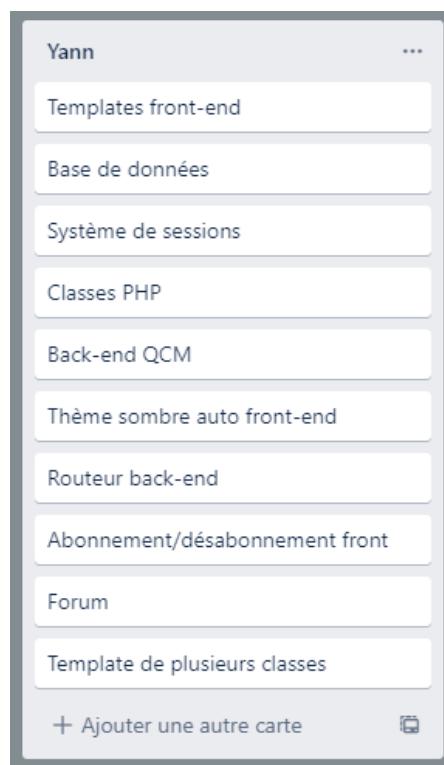 Yann
Templates front-end
Base de données
Système de sessions
Classes PHP
Back-end QCM
Thème sombre auto front-end
Routeur back-end
Abonnement/désabonnement front
Forum
Template de plusieurs classes
+ Ajouter une autre carte